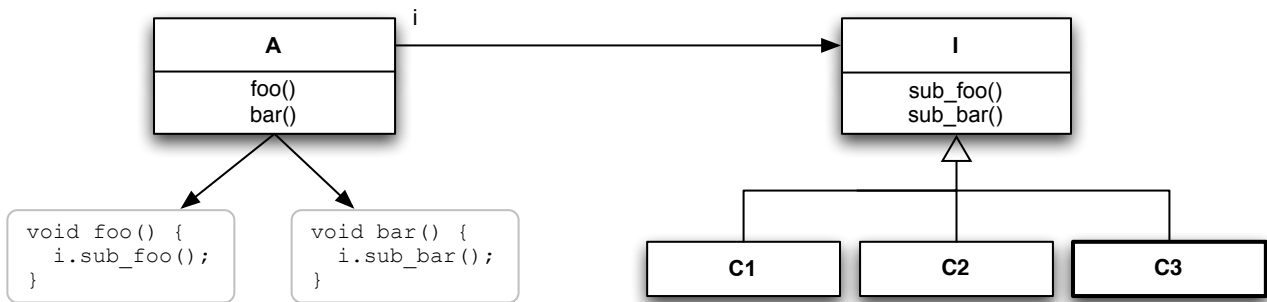 i
A
foo()
bar()
I
sub_foo()
sub_bar()
void foo() {
  i.sub_foo();
}
void bar() {
  i.sub_bar();
}
C1
C2
C3